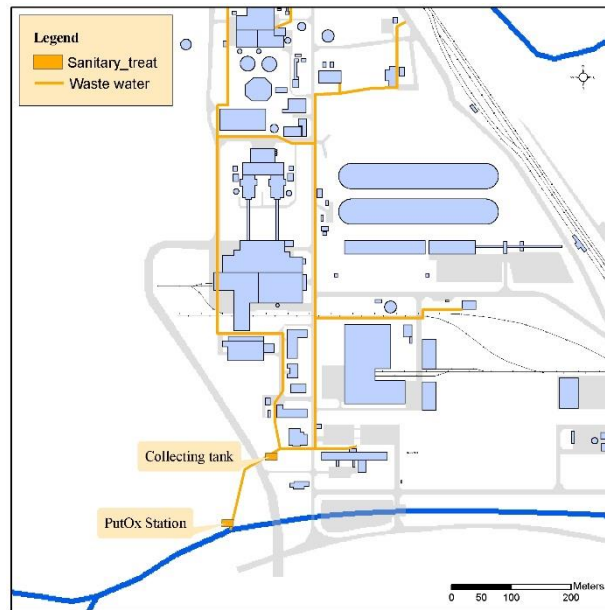 Legend
Sanitary_treat
Waste water
Collecting tank
PutOx Station
Meters
0 50 100 200